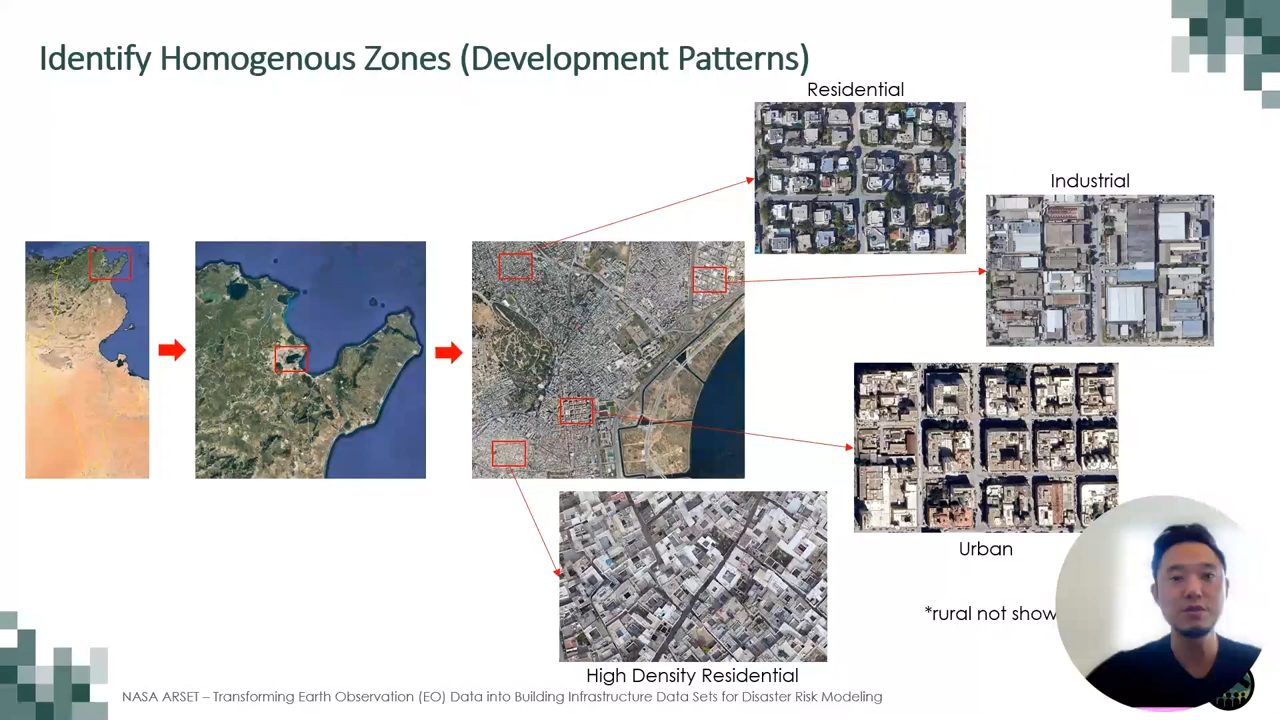 Identify Homogenous Zones (Development Patterns)
Residential
Industrial
Urban
*rural not show
High Density Residential
NASA ARSET – Transforming Earth Observation (EO) Data into Building Infrastructure Data Sets for Disaster Risk Modeling